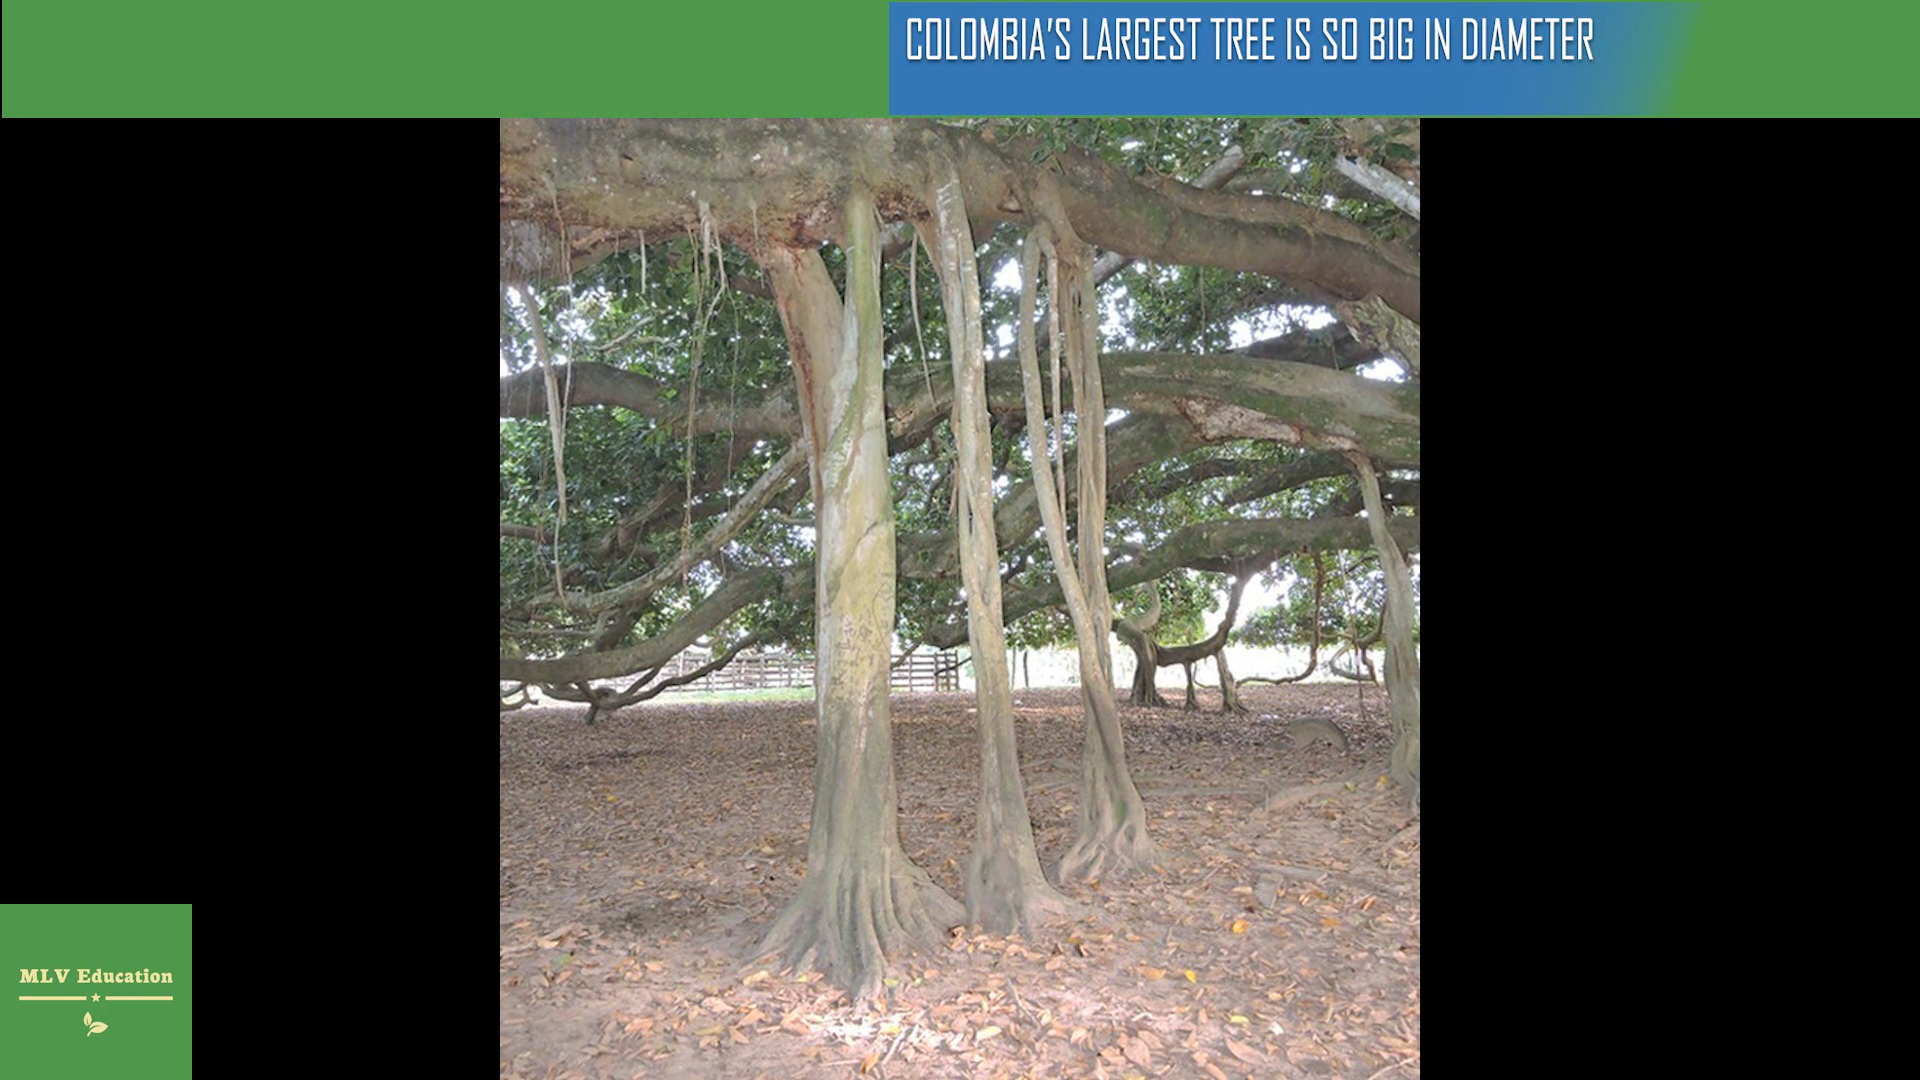 COLOMBIA'S LARGEST TREE IS SO BIG IN DIAMETER
MLV Education